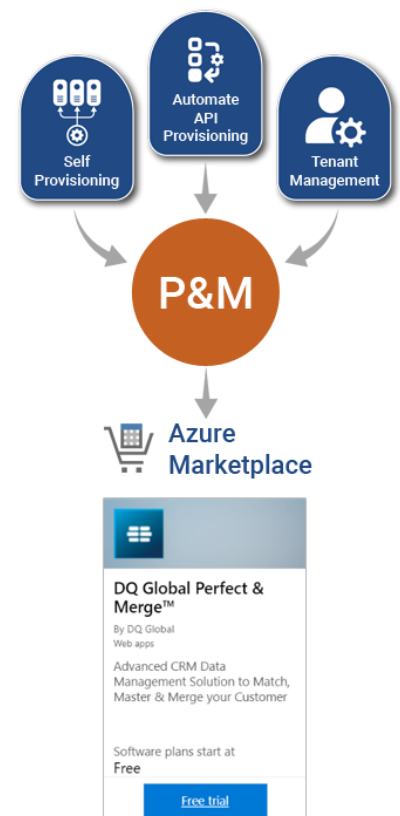 Automate
API
Provisioning
Self
Provisioning
Tenant
Management
P&M
Azure
Marketplace
DQ Global Perfect &
Merge™
By DQ Global
Web apps
Advanced CRM Data
Management Solution to Match,
Master & Merge your Customer
Software plans start at
Free
Free trial